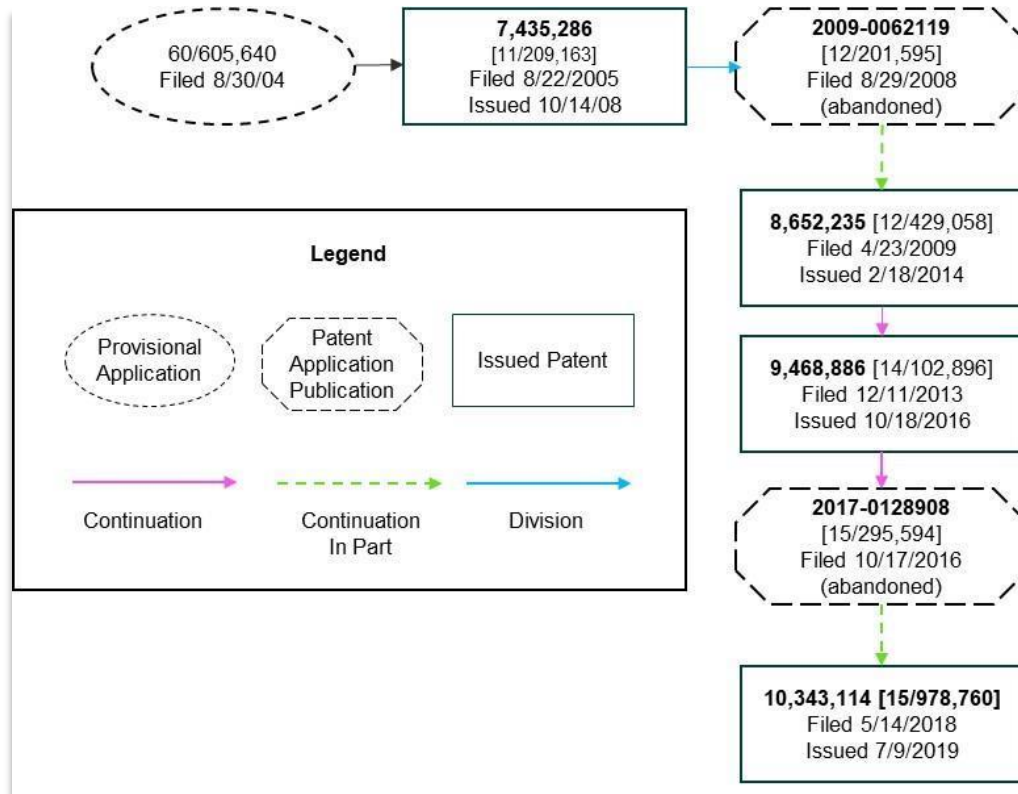 60/605,640
Filed 8/30/04
7,435,286
[11/209,163]
Filed 8/22/2005
Issued 10/14/08
2009-0062119
[12/201,595]
Filed 8/29/2008
(abandoned)
8,652,235 [12/429,058]
Filed 4/23/2009
Issued 2/18/2014
9,468,886 [14/102,896]
Filed 12/11/2013
Issued 10/18/2016
2017-0128908
[15/295,594]
Filed 10/17/2016
(abandoned)
10,343,114 [15/978,760]
Filed 5/14/2018
Issued 7/9/2019
Legend
Provisional
Application
Patent
Application
Publication
Issued Patent
Continuation
Continuation
In Part
Division